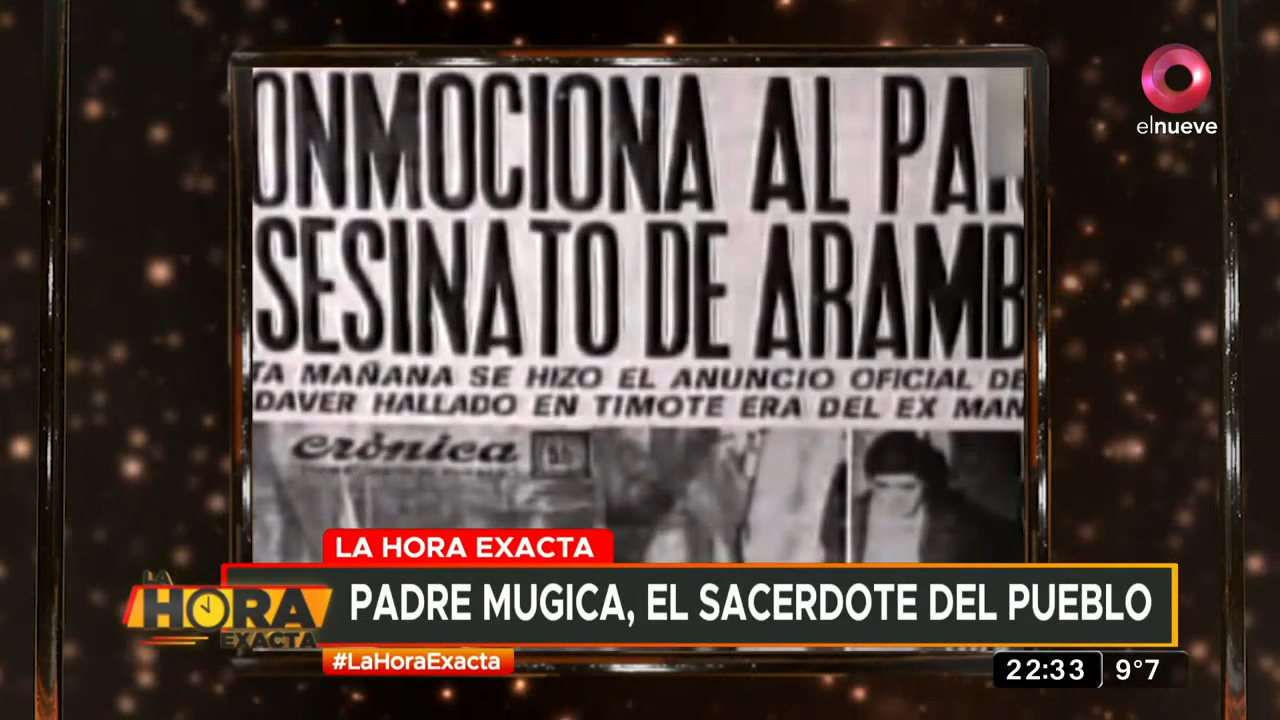 ONMOCIONA AL PAÍS
SESINATO DE ARAMB
TA MAÑANA SE HIZO EL ANUNCIO OFICIAL DE
DAVER HALLADO EN TIMOTE ERA DEL EX MAN
crónica
elnueve
LA HORA EXACTA
LA HORA EXACTA
PADRE MUGICA, EL SACERDOTE DEL PUEBLO
#LaHoraExacta
22:33 9°7